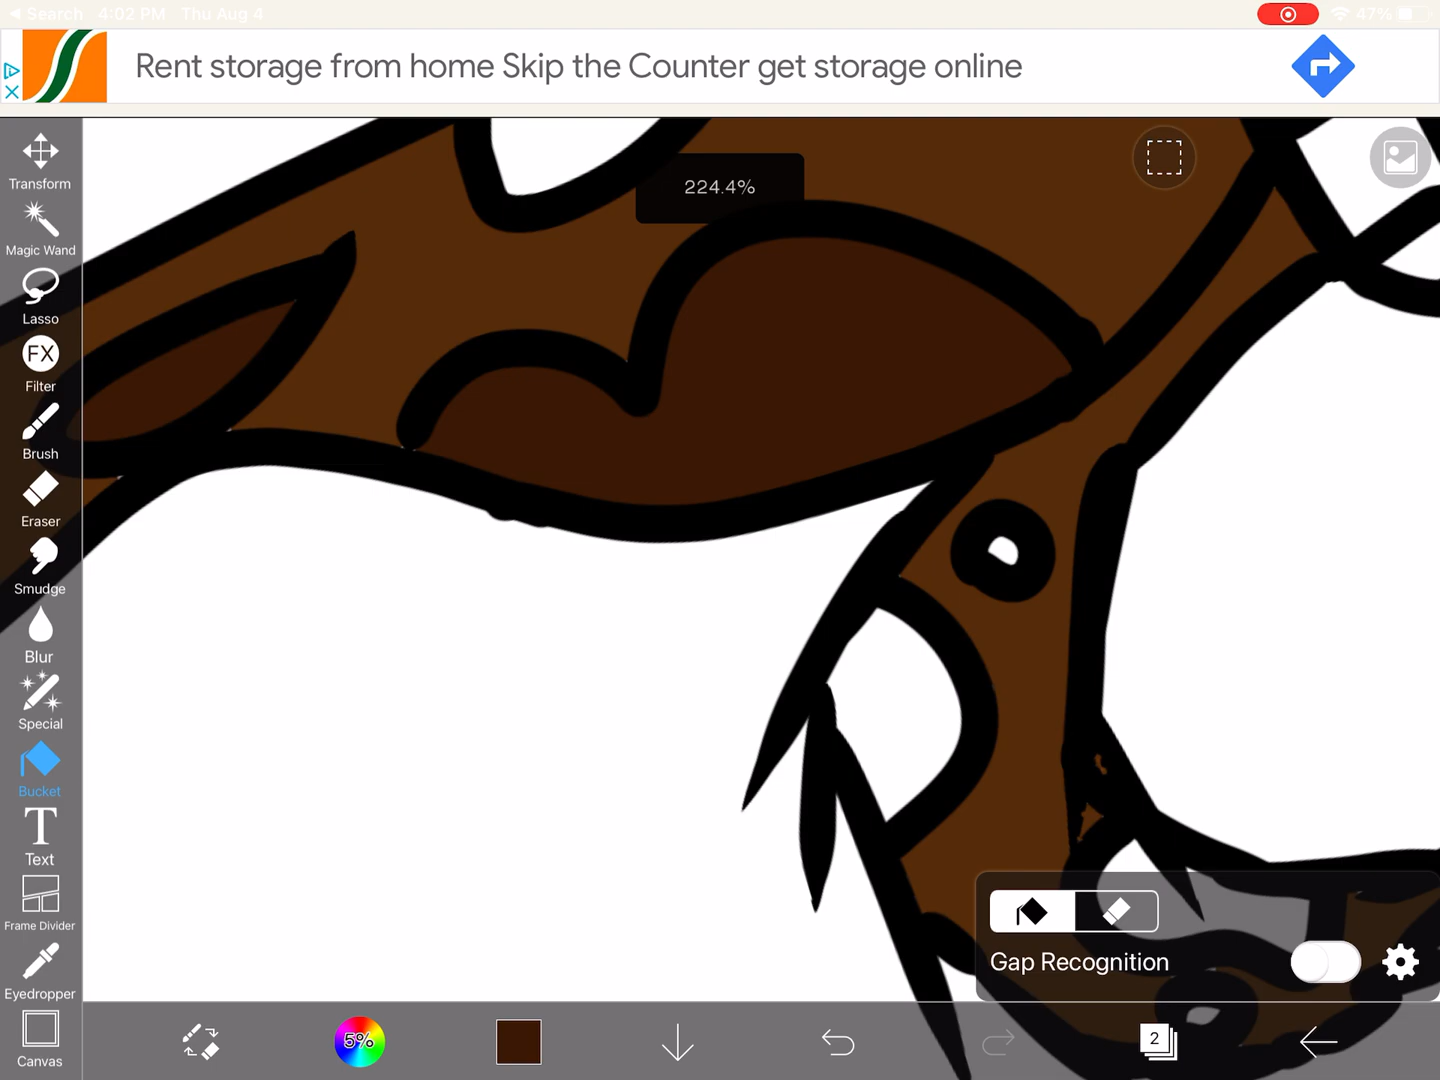 Search 4:02 PM Thu Aug 4
47%
Rent storage from home Skip the Counter get storage online
224.4%
Transform
Magic Wand
Lasso
FX
Filter
Brush
Eraser
Smudge
Blur
Special
Bucket
Text
Frame Divider
Eyedropper
Canvas
Gap Recognition
5%
2